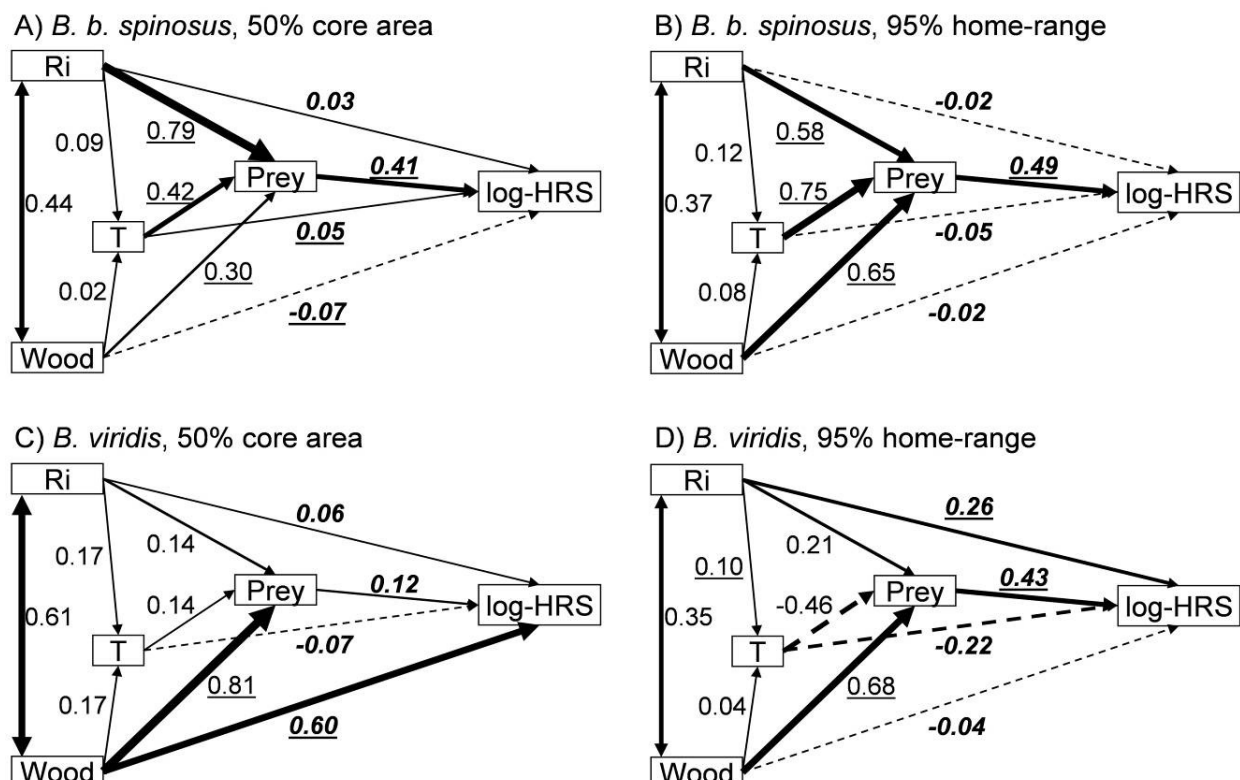 A) B. b. spinosus, 50% core area
Ri
0.03
0.09
0.79
0.41
Prey
0.42
log-HRS
0.44
T
0.05
0.30
0.02
-0.07
Wood
B) B. b. spinosus, 95% home-range
Ri
-0.02
0.12
0.58
0.49
Prey
0.75
log-HRS
0.37
T
-0.05
0.65
0.08
-0.02
Wood
C) B. viridis, 50% core area
Ri
0.06
0.17
0.14
0.12
Prey
0.14
log-HRS
0.61
T
-0.07
0.81
0.17
0.60
Wood
D) B. viridis, 95% home-range
Ri
0.26
0.21
0.10
0.43
Prey
-0.46
log-HRS
0.35
T
-0.22
0.68
0.04
-0.04
Wood